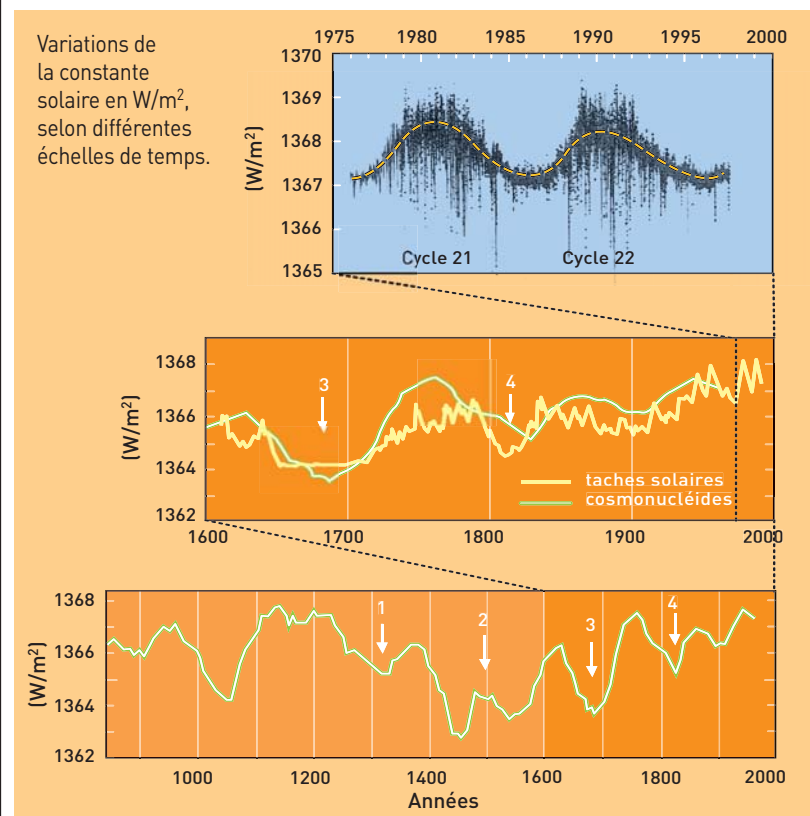 Variations de
la constante
solaire en W/m², 
selon différentes
échelles de temps.
1975 1980 1985 1990 1995 2000
(W/m²)
1370
1369
1368
1367
1366
1365
Cycle 21 Cycle 22
(W/m²)
1368
1366
1364
1362
3 4
taches solaires
cosmonucléides
1600 1700 1800 1900 2000
(W/m²)
1368
1366
1364
1362
1 2 3 4
1000 1200 1400 1600 1800 2000
Années